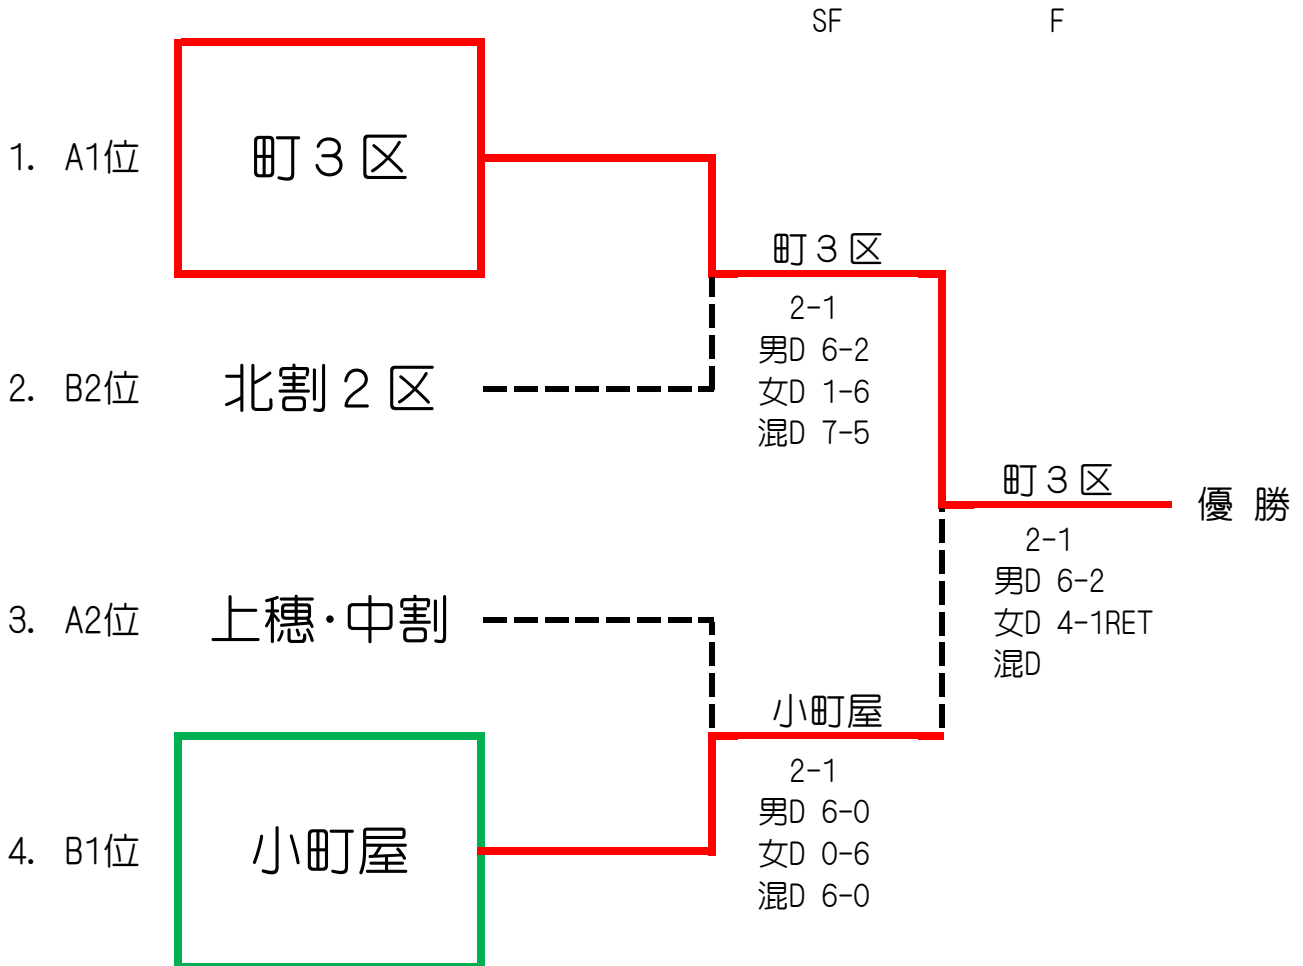 SF F
1. A1位 町３区
町３区
2-1
男D 6-2
女D 1-6
混D 7-5
2. B2位 北割２区
町３区
優 勝
2-1
男D 6-2
女D 4-1RET
混D
3. A2位 上穂・中割
小町屋
2-1
男D 6-0
女D 0-6
混D 6-0
4. B1位 小町屋